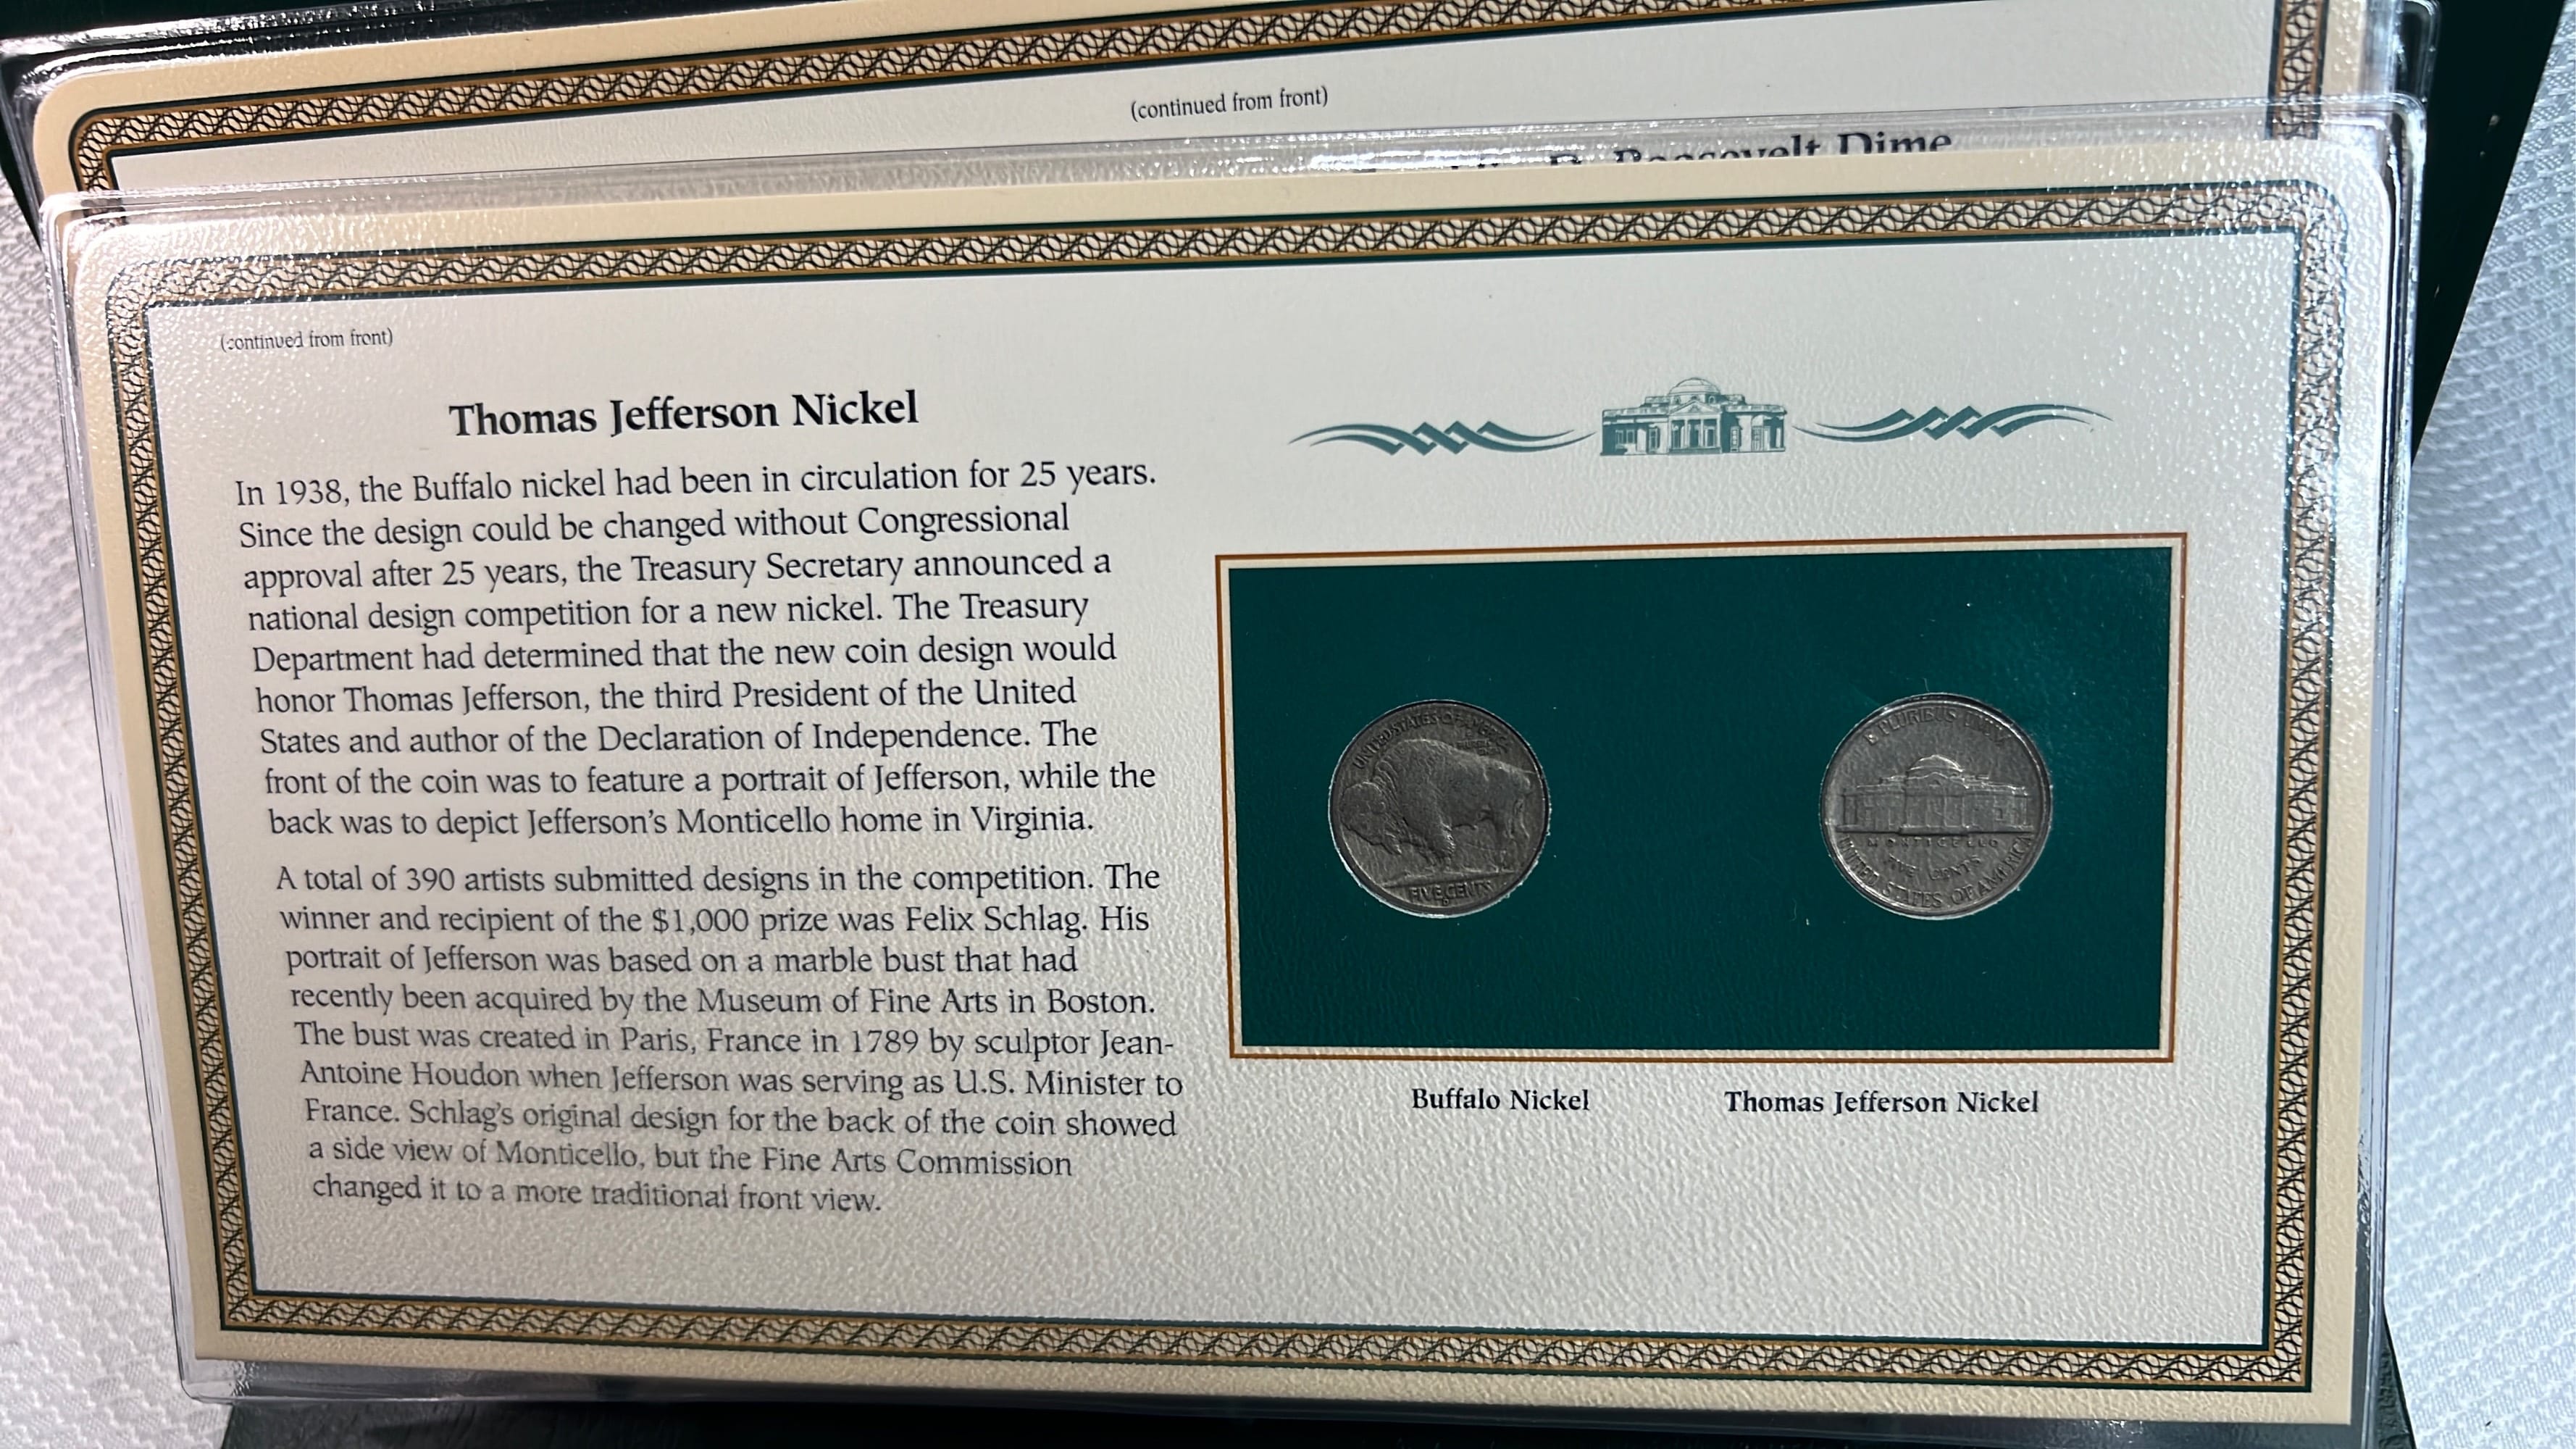 (continued from front)
Roosevelt Dime
(continued from front)
Thomas Jefferson Nickel
In 1938, the Buffalo nickel had been in circulation for 25 years.
Since the design could be changed without Congressional
approval after 25 years, the Treasury Secretary announced a
national design competition for a new nickel. The Treasury
Department had determined that the new coin design would
honor Thomas Jefferson, the third President of the United
States and author of the Declaration of Independence. The
front of the coin was to feature a portrait of Jefferson, while the
back was to depict Jefferson's Monticello home in Virginia.
A total of 390 artists submitted designs in the competition. The
winner and recipient of the $1,000 prize was Felix Schlag. His
portrait of Jefferson was based on a marble bust that had
recently been acquired by the Museum of Fine Arts in Boston.
The bust was created in Paris, France in 1789 by sculptor Jean-
Antoine Houdon when Jefferson was serving as U.S. Minister to
France. Schlag's original design for the back of the coin showed
a side view of Monticello, but the Fine Arts Commission
changed it to a more traditional front view.
UNITED STATES OF AMERICA
FIVE CENTS
E PLURIBUS UNUM
MONTICELLO
FIVE CENTS
UNITED STATES OF AMERICA
Buffalo Nickel
Thomas Jefferson Nickel